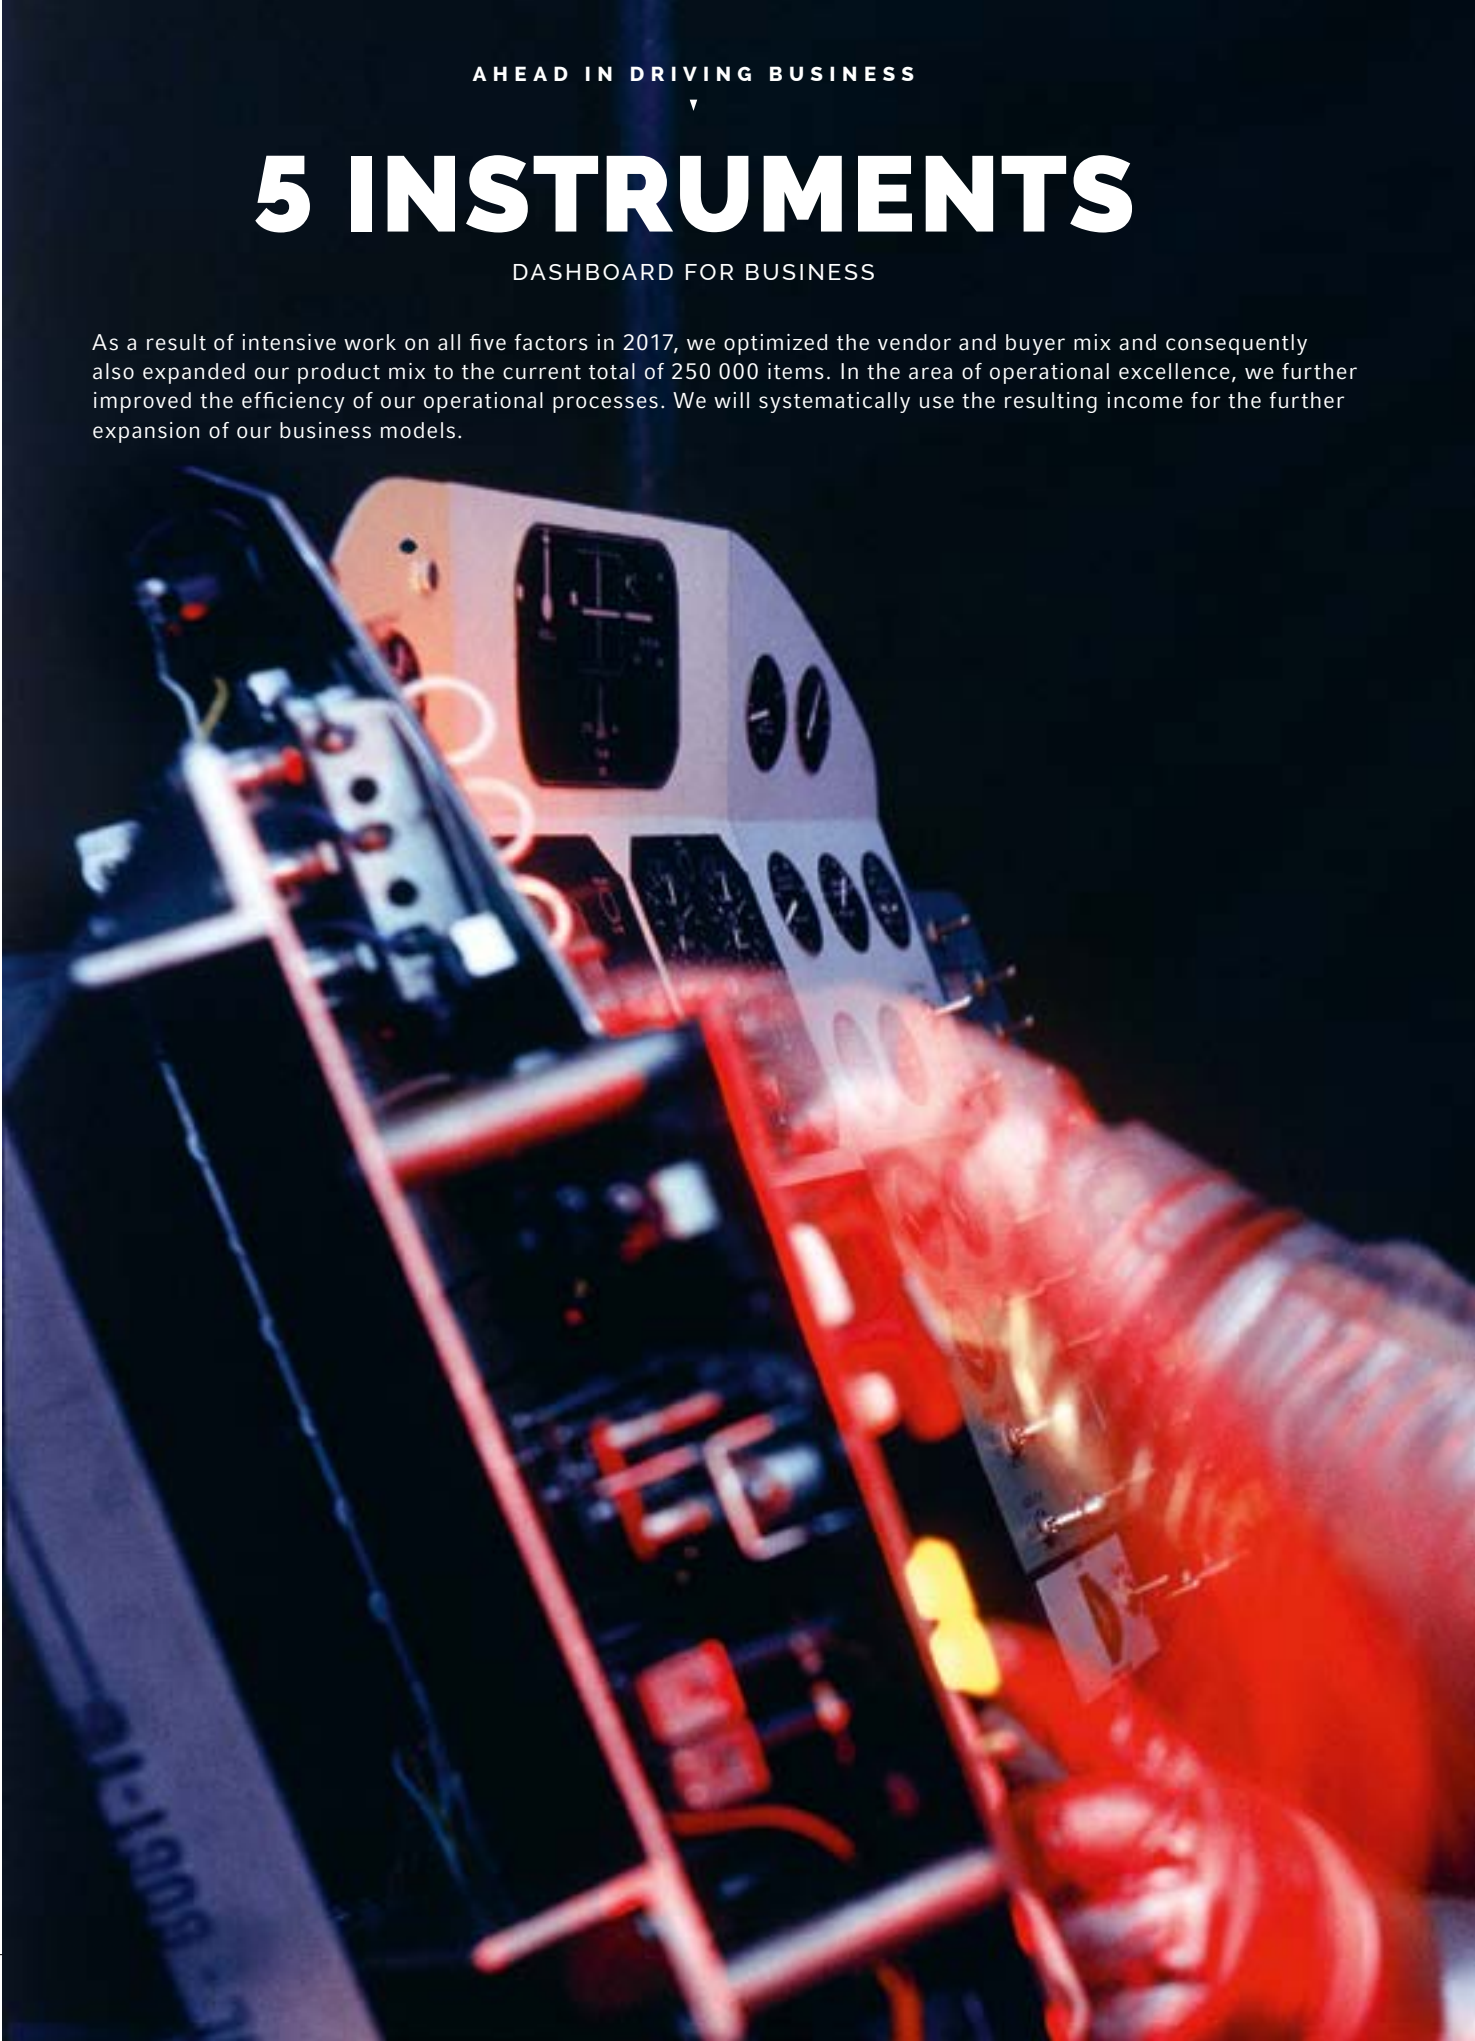 AHEAD IN DRIVING BUSINESS
5 INSTRUMENTS
DASHBOARD FOR BUSINESS
As a result of intensive work on all five factors in 2017, we optimized the vendor and buyer mix and consequently
also expanded our product mix to the current total of 250 000 items. In the area of operational excellence, we further
improved the efficiency of our operational processes. We will systematically use the resulting income for the further
expansion of our business models.